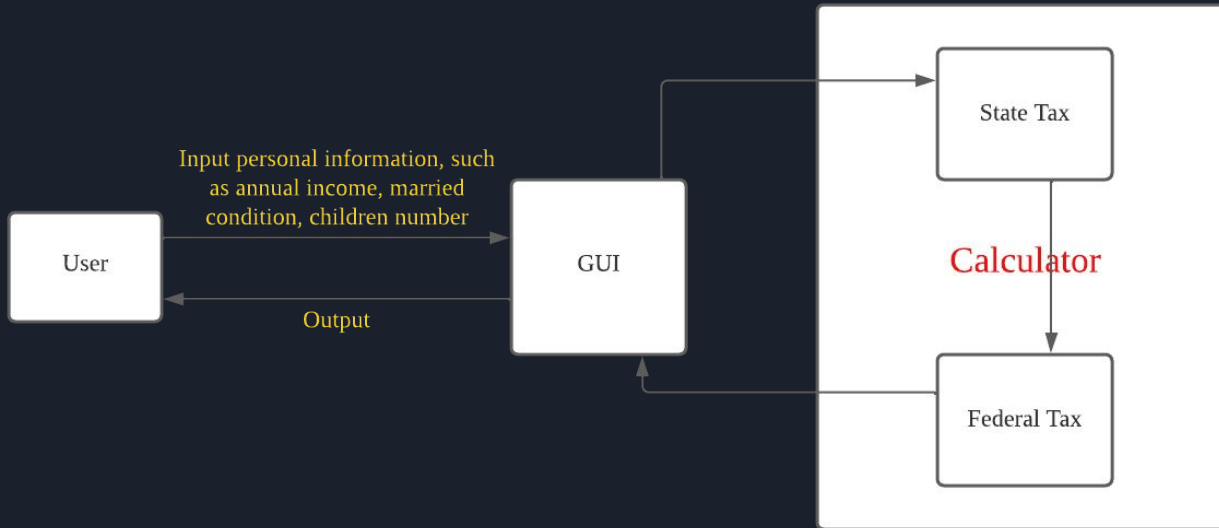 Input personal information, such
as annual income, married
condition, children number
User
Output
GUI
State Tax
Calculator
Federal Tax